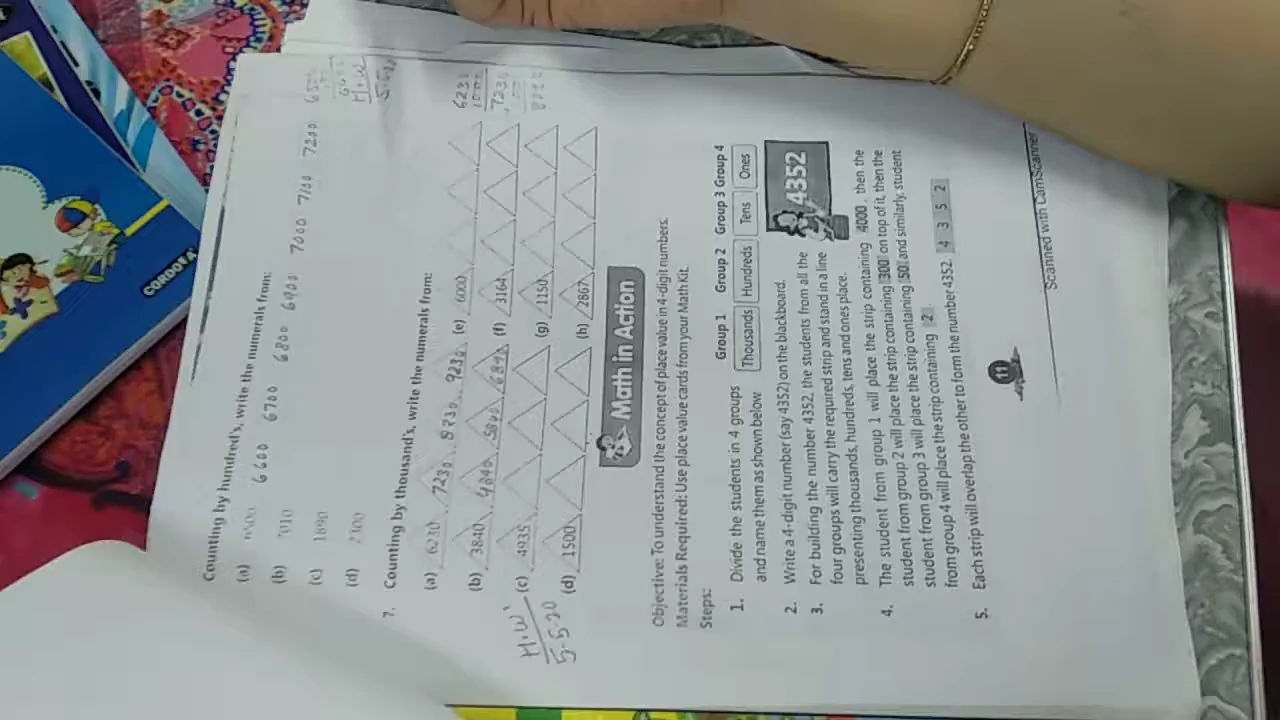 Counting by hundred's, write the numerals from:
(a) 6500 6600 6700 6800 6900 7000 7100 7200
(b) 7010
(c) 1890
(d) 2300
H.W
7. Counting by thousand's, write the numerals from:
(a) 6230 7230 8230 9230 (e) 6000
6230
1000
7230
(b) 3840 4840 5840 6840 (f) 3164
(c) 4935 (g) 1150
(d) 1500 (h) 2867
H.W
5-5-20
Math in Action
Objective: To understand the concept of place value in 4-digit numbers.
Materials Required: Use place value cards from your Math Kit.
Steps:
1. Divide the students in 4 groups
and name them as shown below
Group 1 Group 2 Group 3 Group 4
Thousands Hundreds Tens Ones
2. Write a 4-digit number (say 4352) on the blackboard.
3. For building the number 4352, the students from all the
four groups will carry the required strip and stand in a line
presenting thousands, hundreds, tens and ones place.
4352
4. The student from group 1 will place the strip containing 4000, then the
student from group 2 will place the strip containing 300 on top of it, then the
student from group 3 will place the strip containing 50 and similarly, student
from group 4 will place the strip containing 2.
5. Each strip will overlap the other to form the number 4352. 4 3 5 2
11
Scanned with CamScanner
CORDOVA